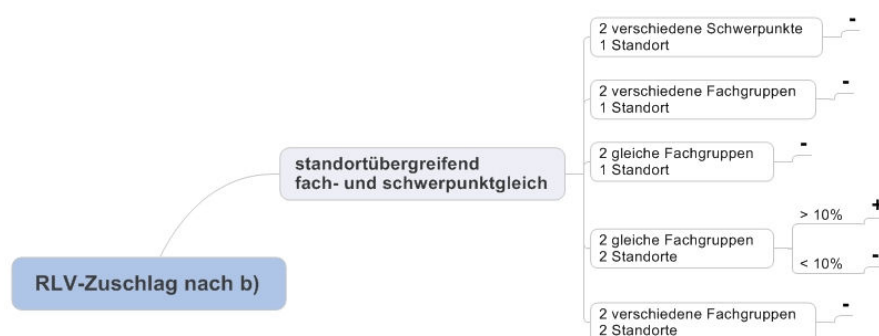 2 verschiedene Schwerpunkte
1 Standort
-
2 verschiedene Fachgruppen
1 Standort
-
2 gleiche Fachgruppen
1 Standort
-
standortübergreifend
fach- und schwerpunktgleich
2 gleiche Fachgruppen
2 Standorte
> 10%
+
< 10%
-
RLV-Zuschlag nach b)
2 verschiedene Fachgruppen
2 Standorte
-